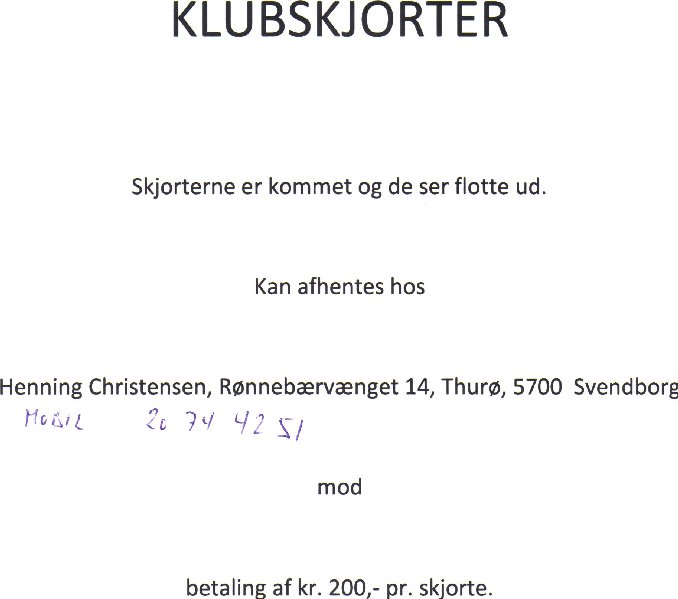 KLUBSKJORTER
Skjorterne er kommet og de ser flotte ud.
Kan afhentes hos
Henning Christensen, Rønnebærvænget 14, Thurø, 5700 Svendborg
MOBIL 20 74 42 51
mod
betaling af kr. 200,- pr. skjorte.